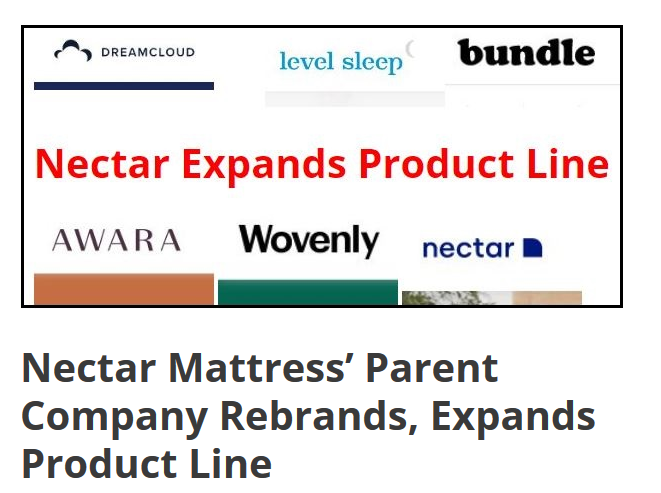 DREAMCLOUD
level sleep
bundle
Nectar Expands Product Line
AWARA
Wovenly
nectar
Nectar Mattress’ Parent
Company Rebrands, Expands
Product Line